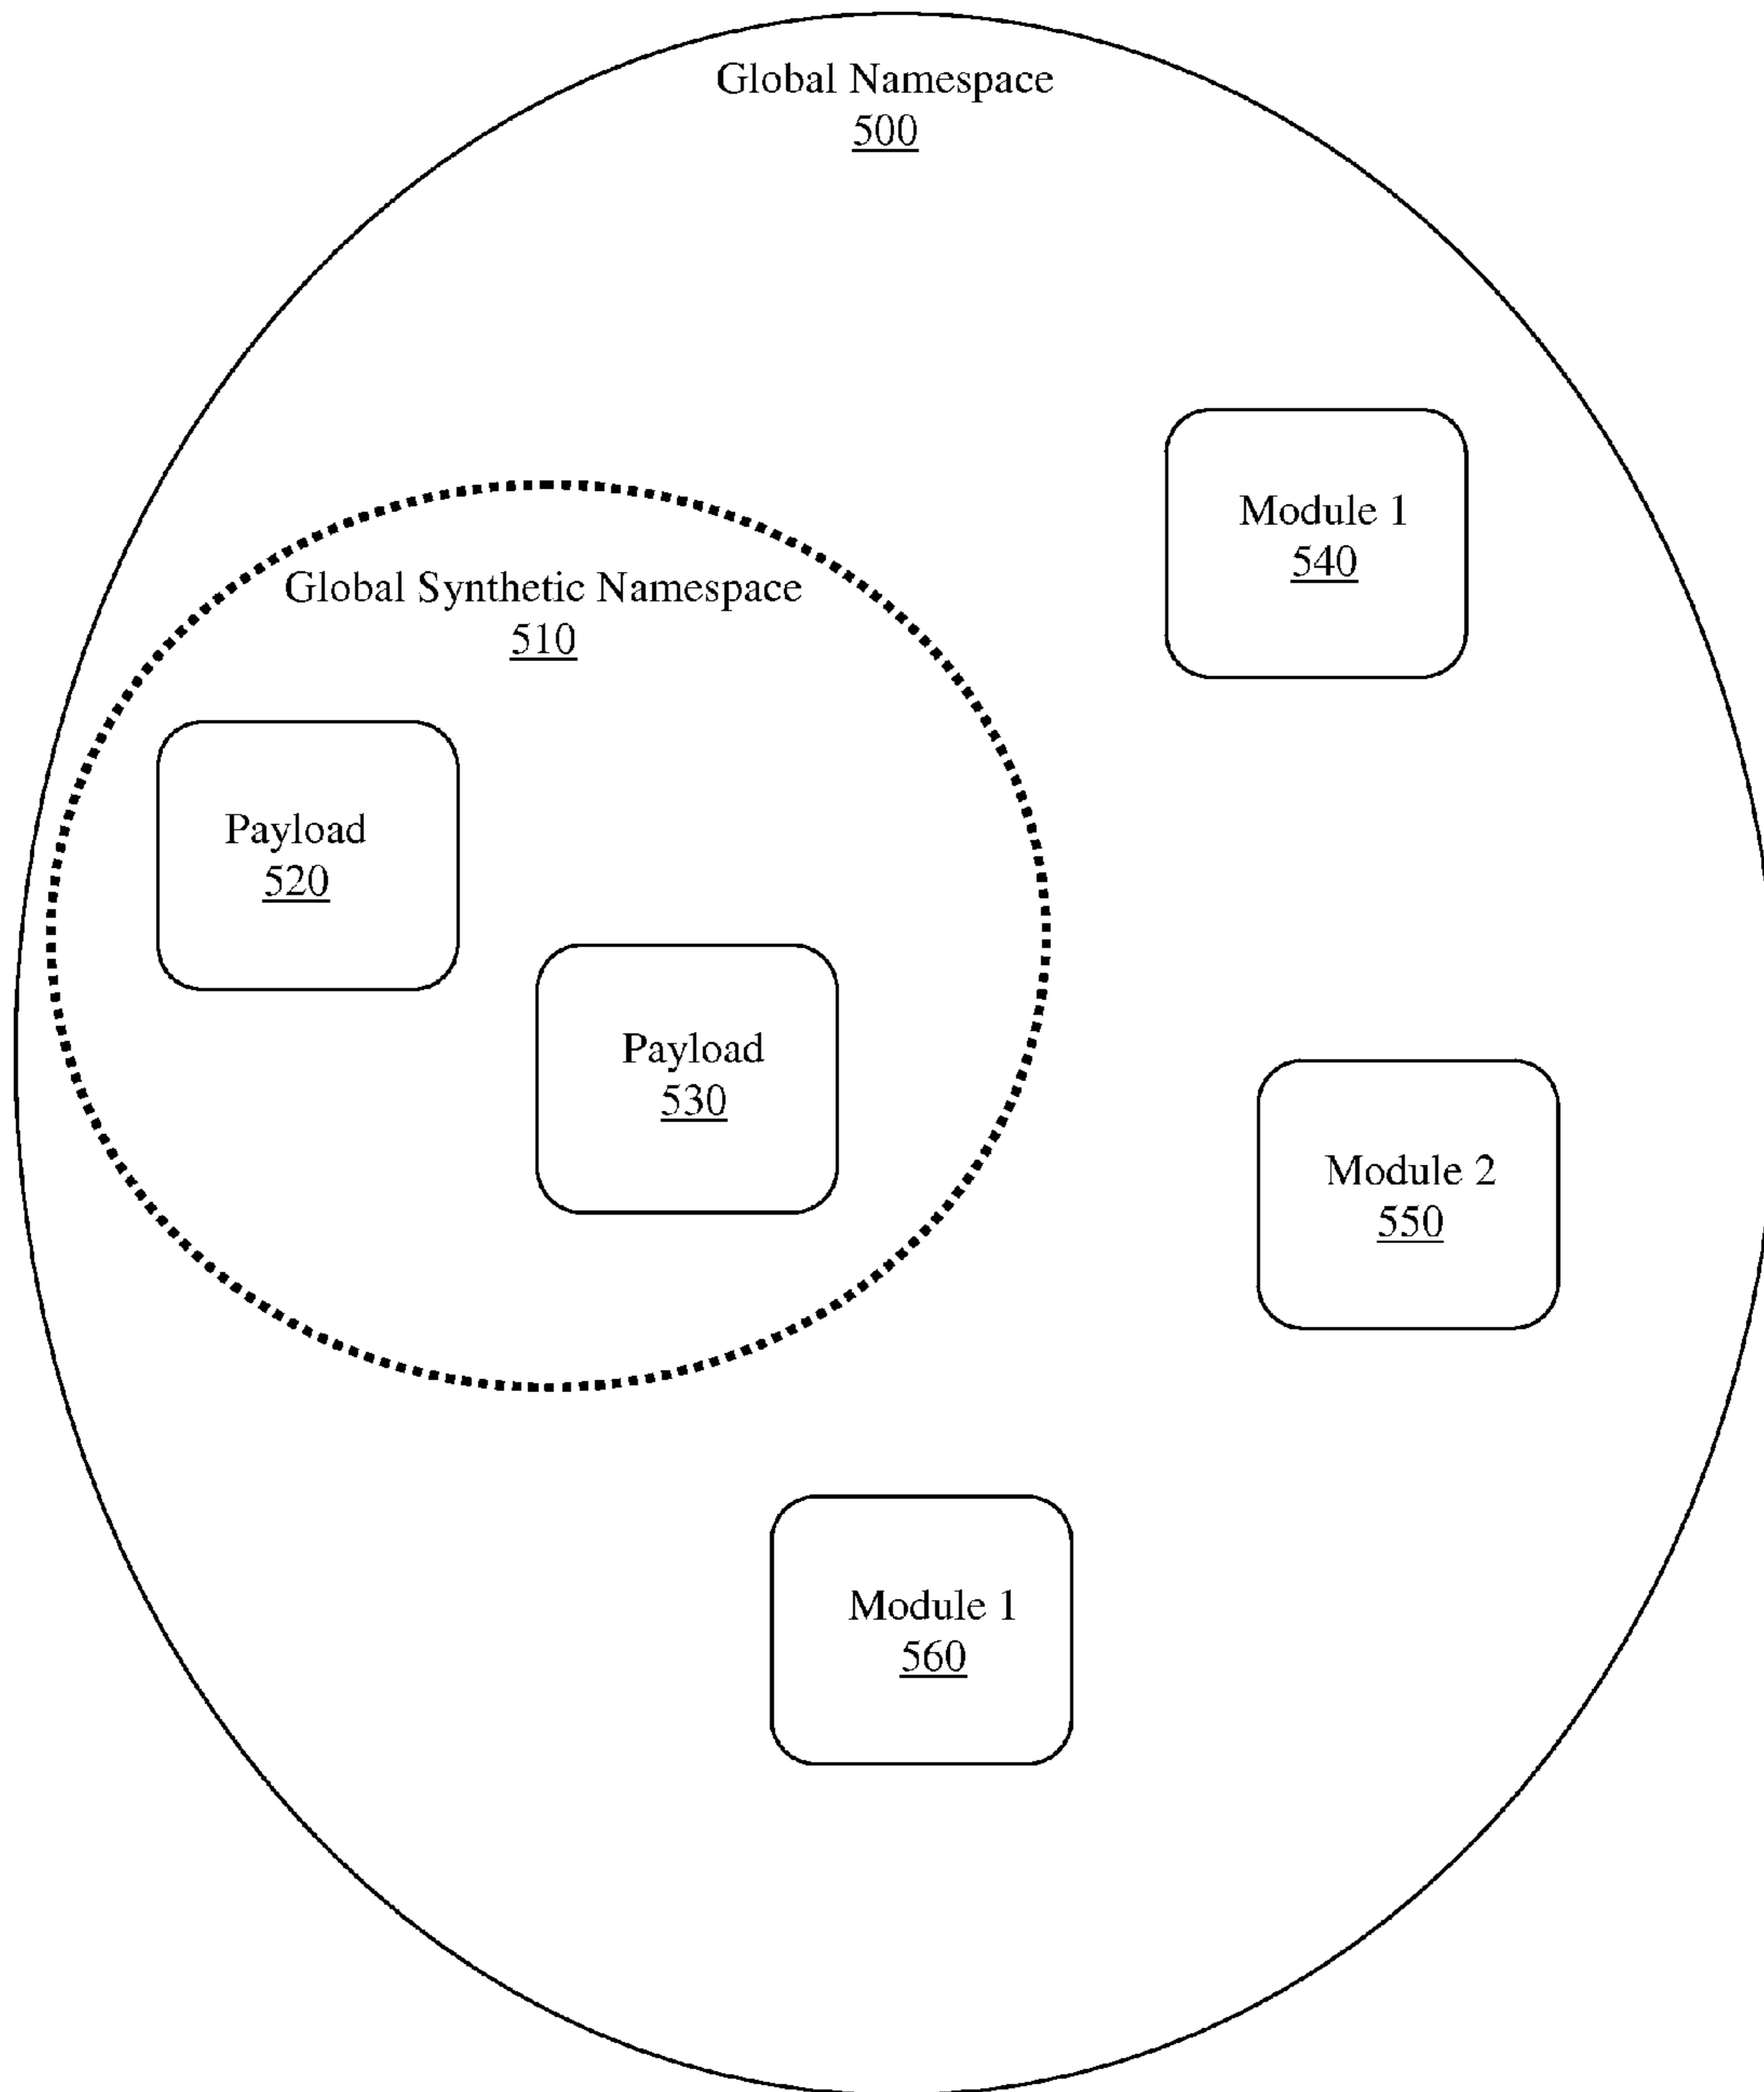 Global Namespace
500
Module 1
540
Global Synthetic Namespace
510
Payload
520
Payload
530
Module 2
550
Module 1
560